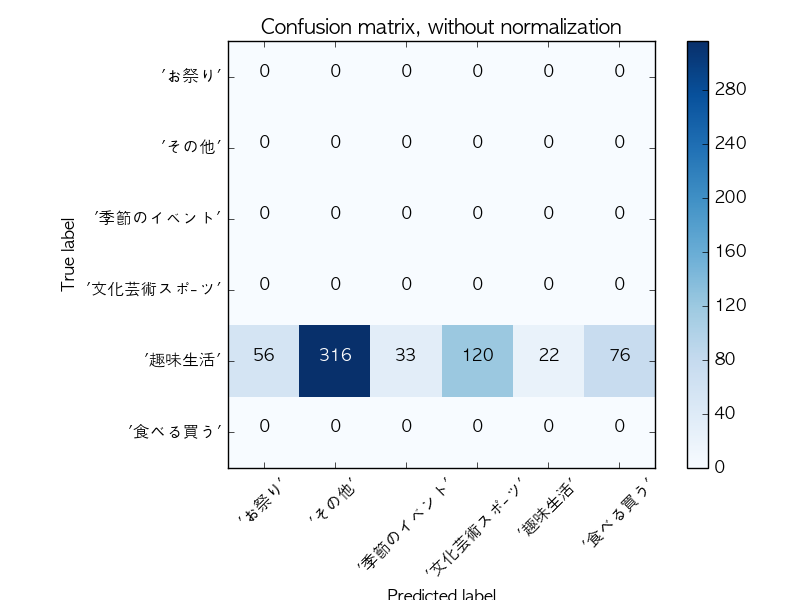 Confusion matrix, without normalization
'お祭り' 0 0 0 0 0 0
'その他' 0 0 0 0 0 0
'季節のイベント' 0 0 0 0 0 0
'文化芸術スポーツ' 0 0 0 0 0 0
'趣味生活' 56 316 33 120 22 76
'食べる買う' 0 0 0 0 0 0
True label
'お祭り' 'その他' '季節のイベント' '文化芸術スポーツ' '趣味生活' '食べる買う'
Predicted label
280
240
200
160
120
80
40
0